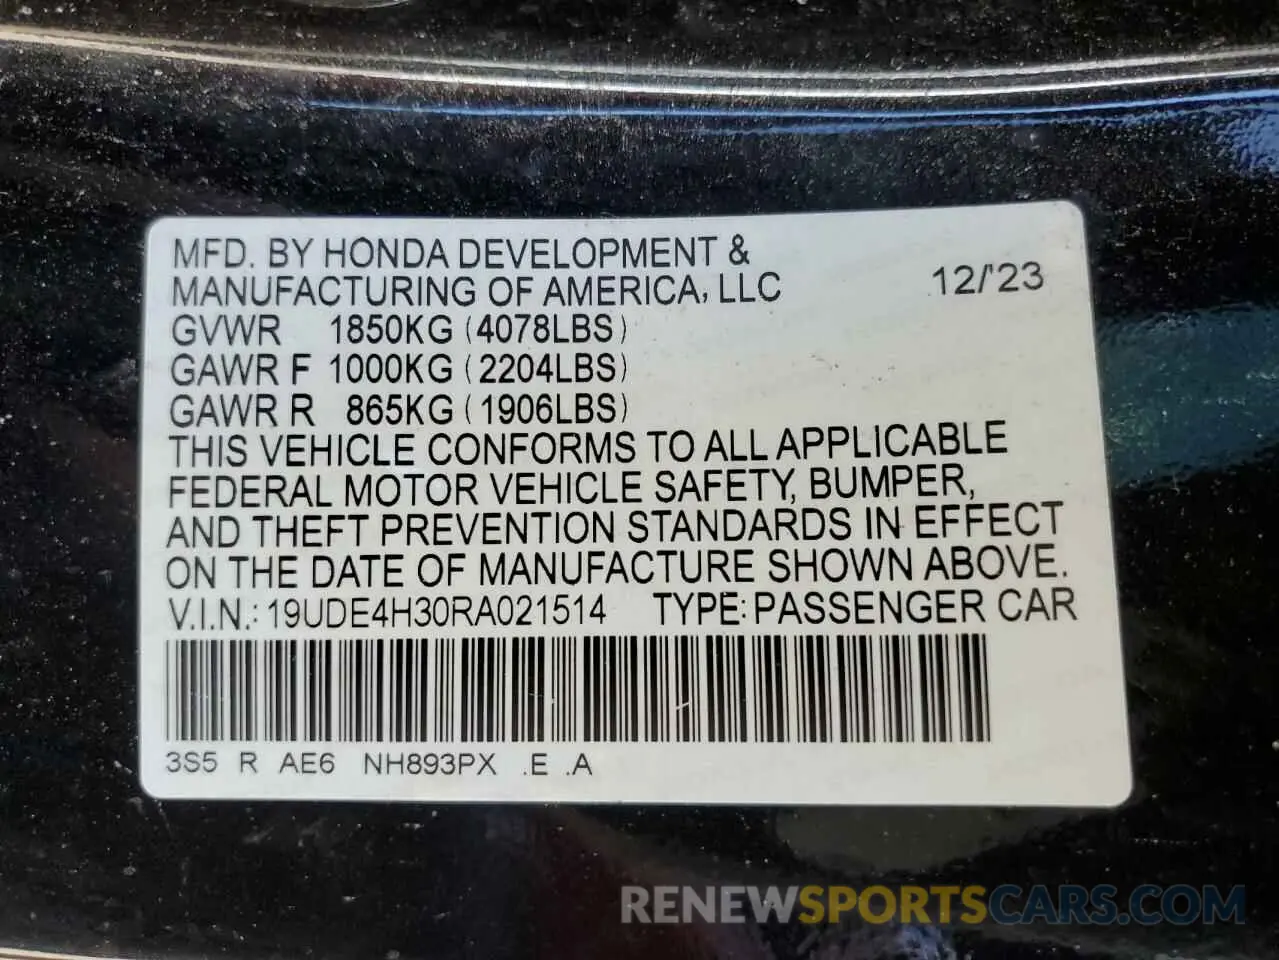 MFD. BY HONDA DEVELOPMENT &
MANUFACTURING OF AMERICA, LLC 12/'23
GVWR 1850KG (4078LBS)
GAWR F 1000KG (2204LBS)
GAWR R 865KG (1906LBS)
THIS VEHICLE CONFORMS TO ALL APPLICABLE
FEDERAL MOTOR VEHICLE SAFETY, BUMPER,
AND THEFT PREVENTION STANDARDS IN EFFECT
ON THE DATE OF MANUFACTURE SHOWN ABOVE.
V.I.N.: 19UDE4H30RA021514 TYPE: PASSENGER CAR
3S5 R AE6 NH893PX .E .A
RENEWSPORTSCARS.COM